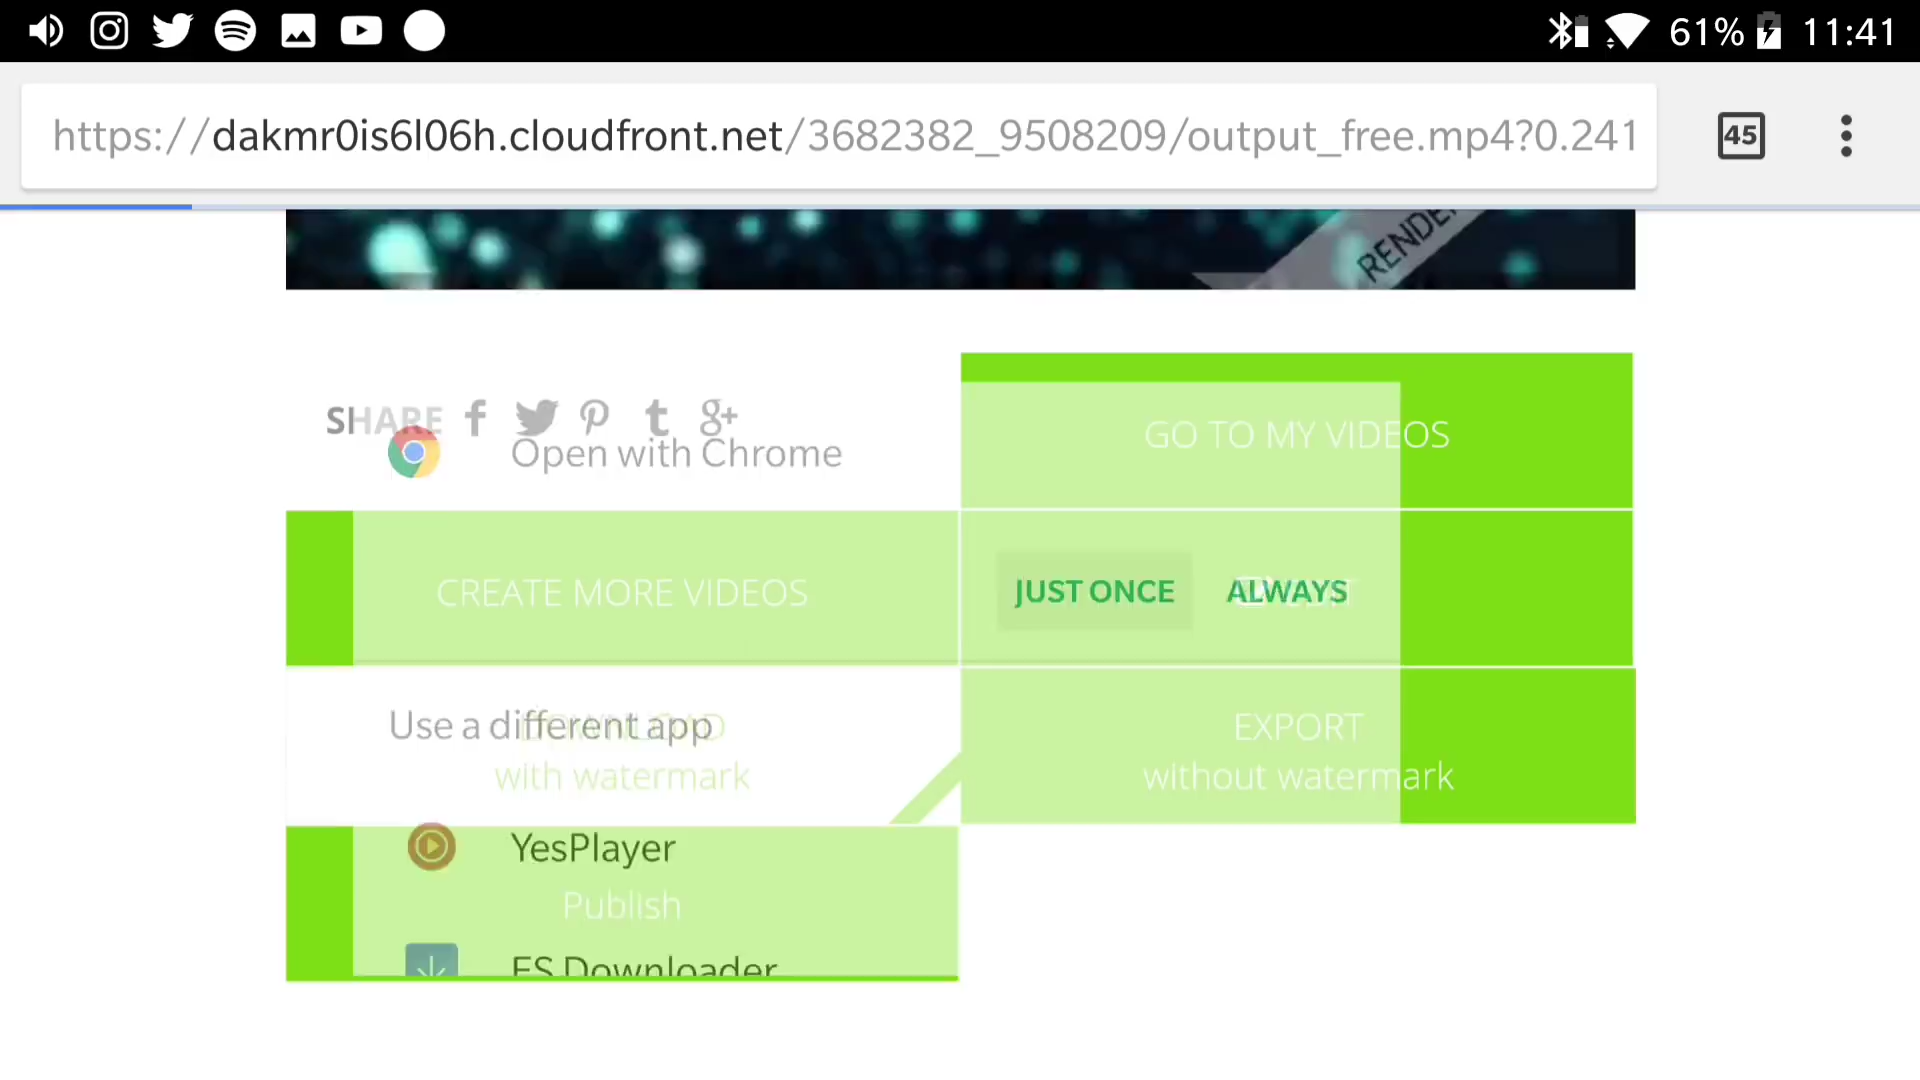 61% 11:41
https://dakmr0is6l06h.cloudfront.net/3682382_9508209/output_free.mp4?0.241
45
RENDE
SHARE
Open with Chrome
GO TO MY VIDEOS
CREATE MORE VIDEOS
JUST ONCE ALWAYS
Use a different app
DOWNLOAD
with watermark
EXPORT
without watermark
YesPlayer
Publish
ES Downloader